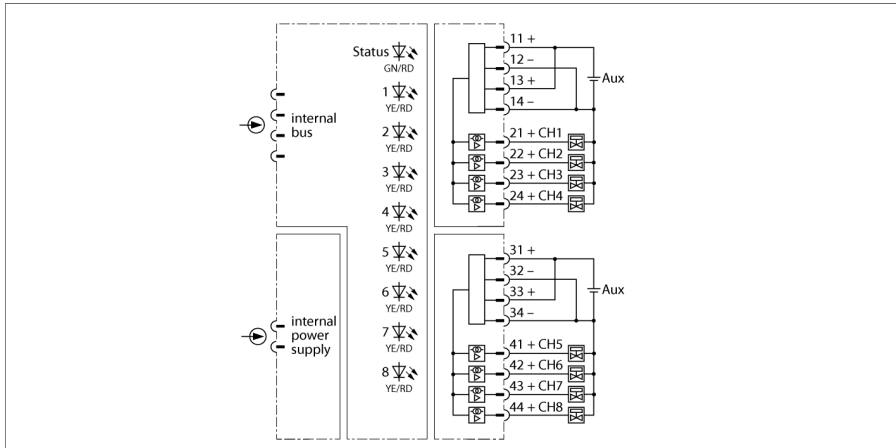 Status
GN/RD
1
YE/RD
2
YE/RD
3
YE/RD
4
YE/RD
5
YE/RD
6
YE/RD
7
YE/RD
8
YE/RD
internal
bus
internal
power
supply
11 +
12 –
13 +
14 –
Aux
21 + CH1
22 + CH2
23 + CH3
24 + CH4
31 +
32 –
33 +
34 –
Aux
41 + CH5
42 + CH6
43 + CH7
44 + CH8